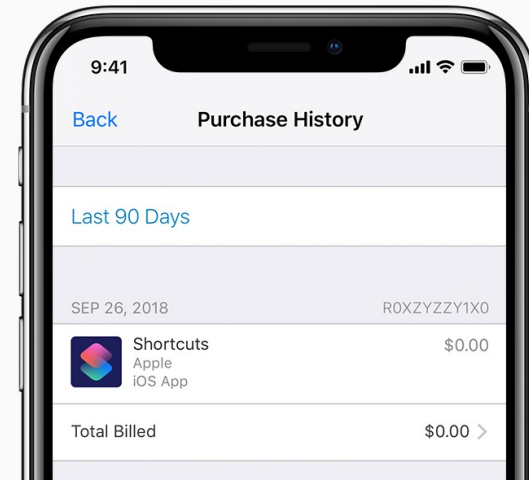 9:41
Back Purchase History
Last 90 Days
SEP 26, 2018 R0XZYZZY1X0
Shortcuts $0.00
Apple
iOS App
Total Billed $0.00